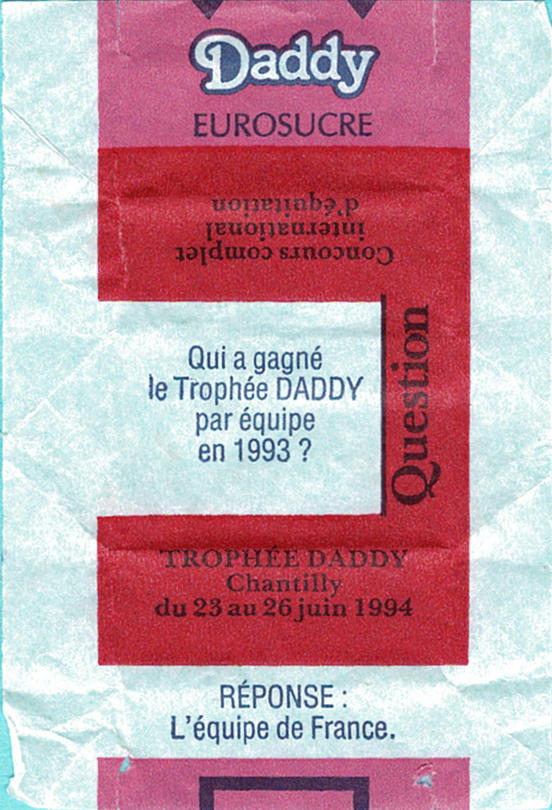 Daddy
EUROSUCRE
Concours complet
international
d'équitation
Question
Qui a gagné
le Trophée DADDY
par équipe
en 1993 ?
TROPHÉE DADDY
Chantilly
du 23 au 26 juin 1994
RÉPONSE :
L'équipe de France.